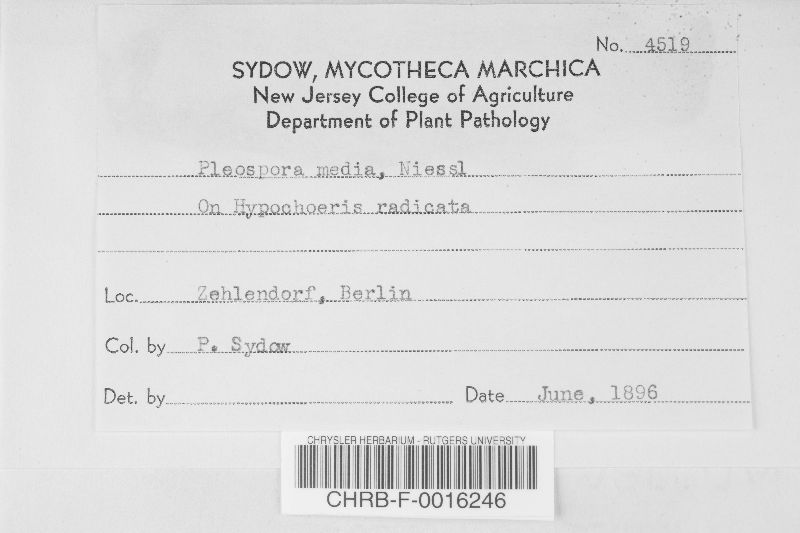 No. 4519
SYDOW, MYCOTHECA MARCHICA
New Jersey College of Agriculture
Department of Plant Pathology
Pleospora media, Niessl
On Hypochoeris radicata
Loc. Zehlendorf, Berlin
Col. by P. Sydow
Det. by Date June, 1896
CHRYSLER HERBARIUM - RUTGERS UNIVERSITY
CHRB-F-0016246